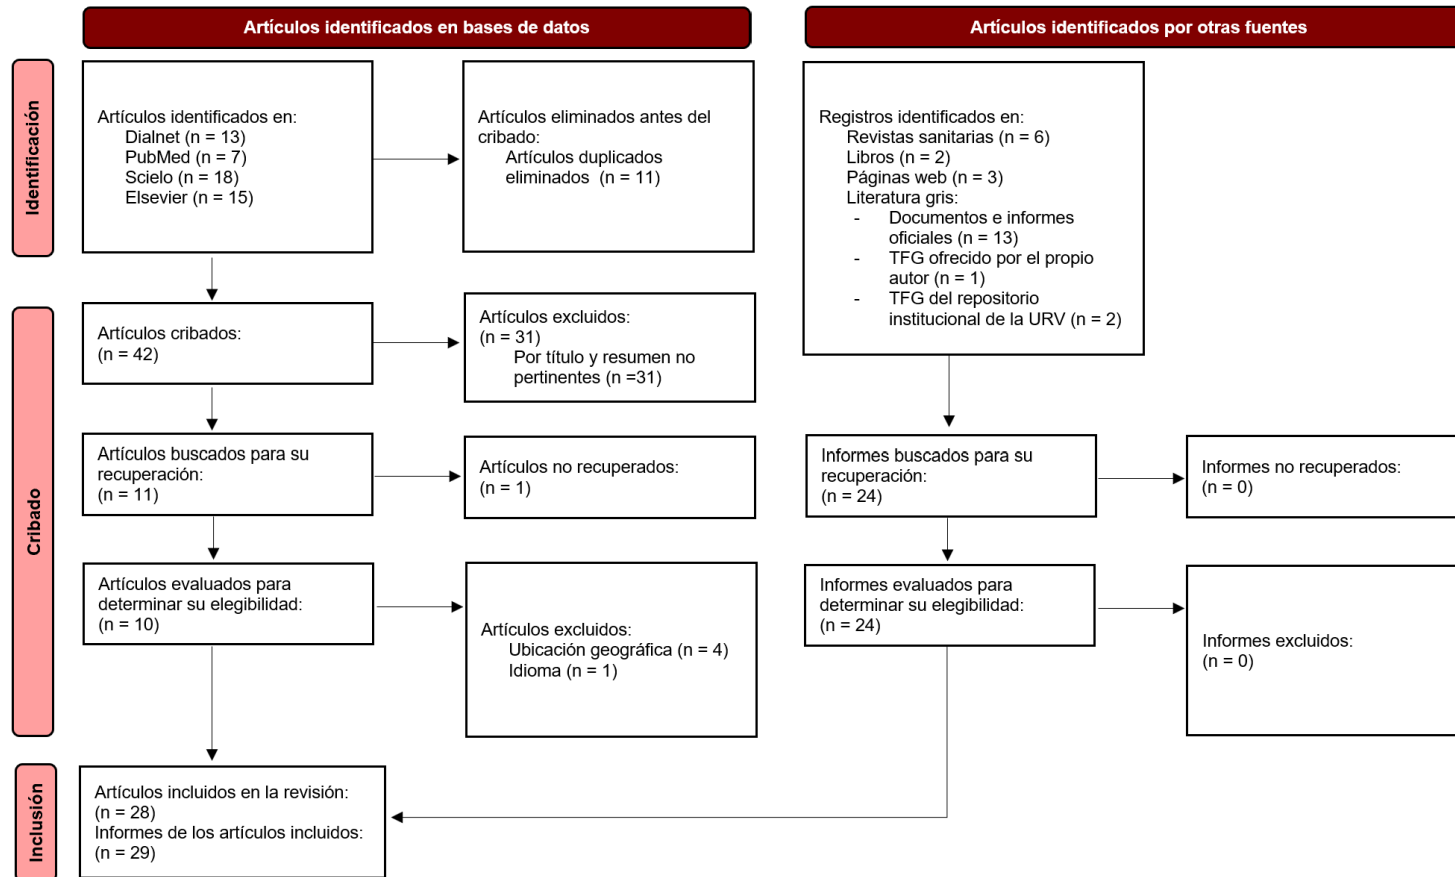 Artículos identificados en bases de datos
Artículos identificados por otras fuentes
Identificación
Artículos identificados en:
Dialnet (n = 13)
PubMed (n = 7)
Scielo (n = 18)
Elsevier (n = 15)
Artículos eliminados antes del
cribado:
Artículos duplicados
eliminados (n = 11)
Registros identificados en:
Revistas sanitarias (n = 6)
Libros (n = 2)
Páginas web (n = 3)
Literatura gris:
- Documentos e informes
oficiales (n = 13)
- TFG ofrecido por el propio
autor (n = 1)
- TFG del repositorio
institucional de la URV (n = 2)
Cribado
Artículos cribados:
(n = 42)
Artículos excluidos:
(n = 31)
Por título y resumen no
pertinentes (n =31)
Artículos buscados para su
recuperación:
(n = 11)
Artículos no recuperados:
(n = 1)
Informes buscados para su
recuperación:
(n = 24)
Informes no recuperados:
(n = 0)
Artículos evaluados para
determinar su elegibilidad:
(n = 10)
Artículos excluidos:
Ubicación geográfica (n = 4)
Idioma (n = 1)
Informes evaluados para
determinar su elegibilidad:
(n = 24)
Informes excluidos:
(n = 0)
Inclusión
Artículos incluidos en la revisión:
(n = 28)
Informes de los artículos incluidos:
(n = 29)